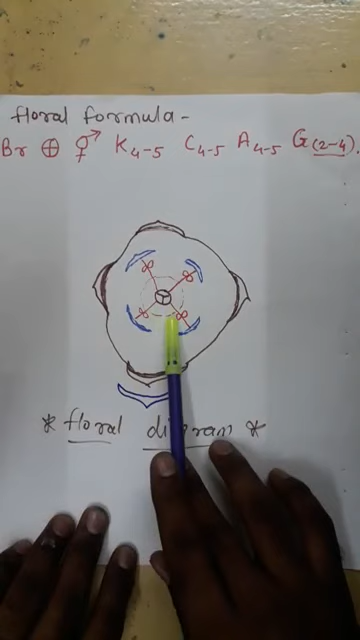 floral formula -
Br ⊕ ⚥ K4-5 C4-5 A4-5 G(2-4).
* floral diagram *